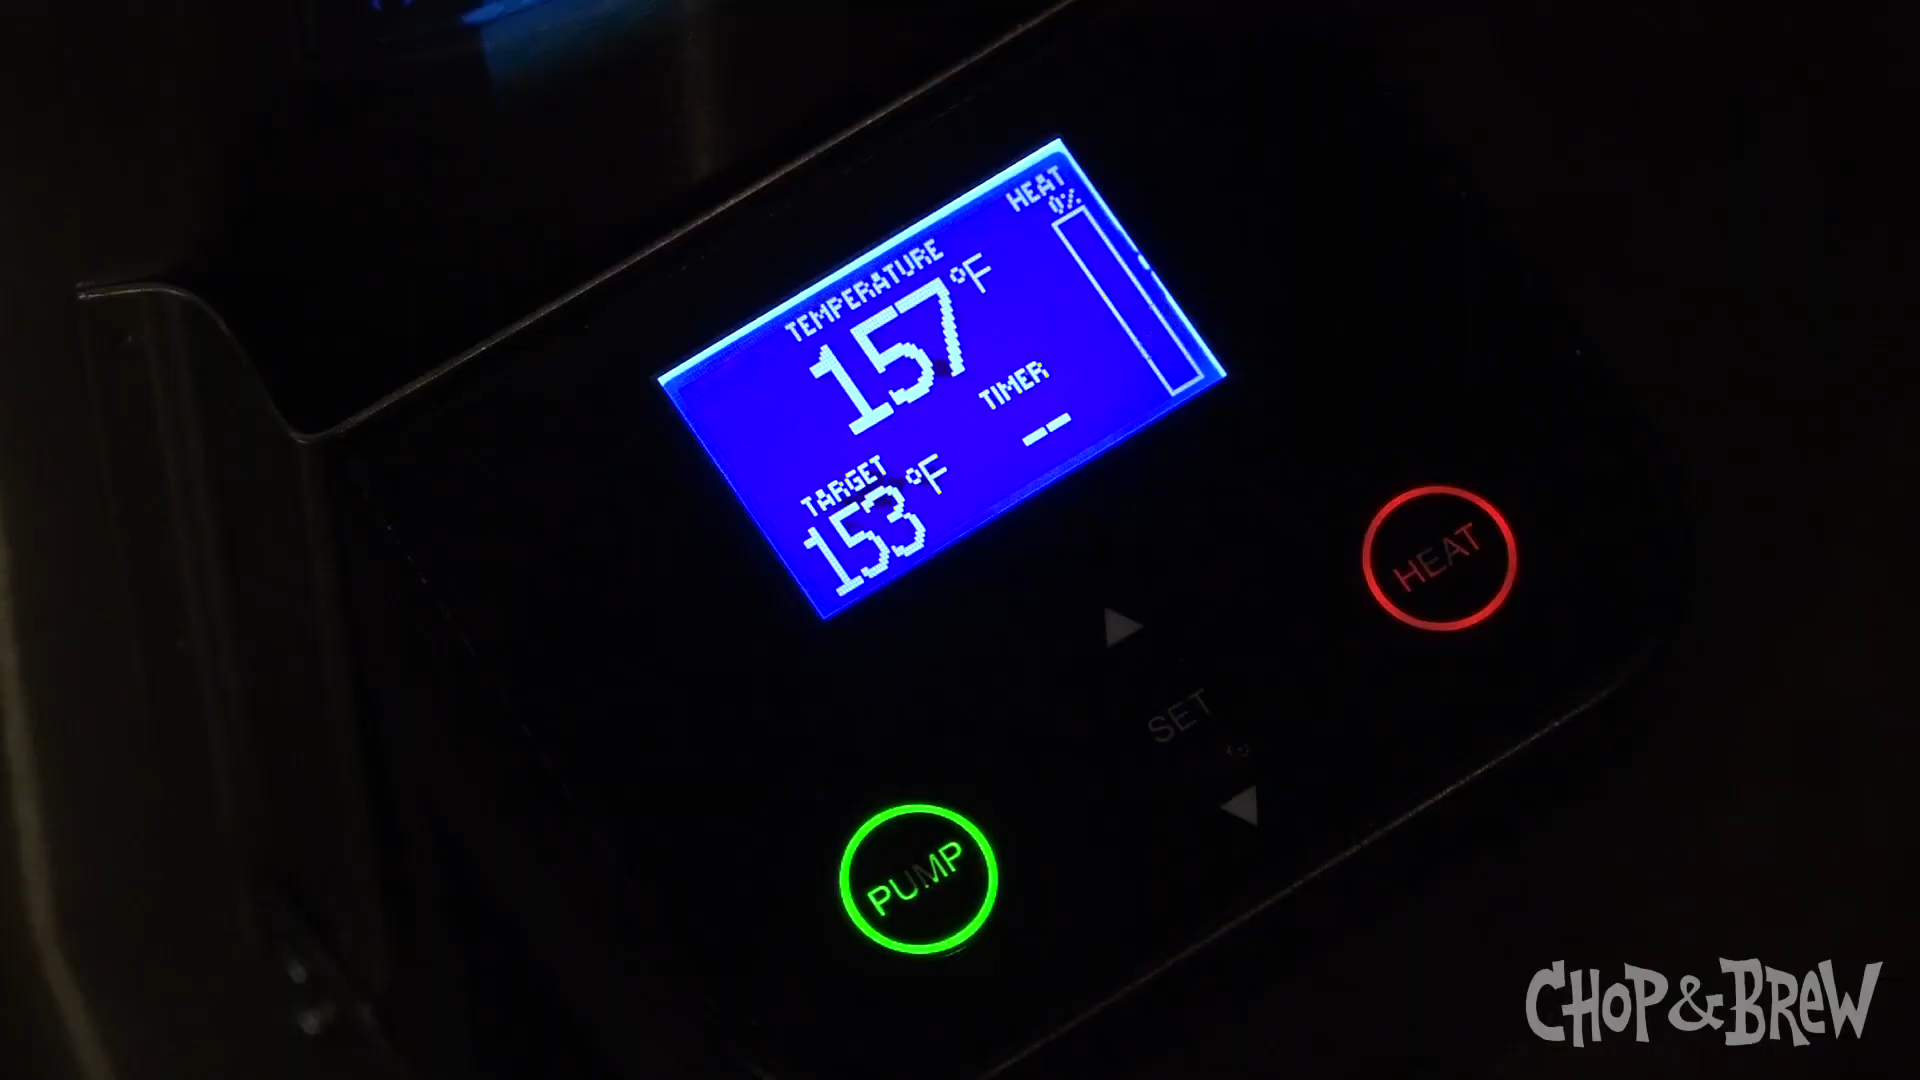 HEAT
0%
TEMPERATURE
157°F
TIMER
--
TARGET
153°F
HEAT
SET
PUMP
CHOP&BREW